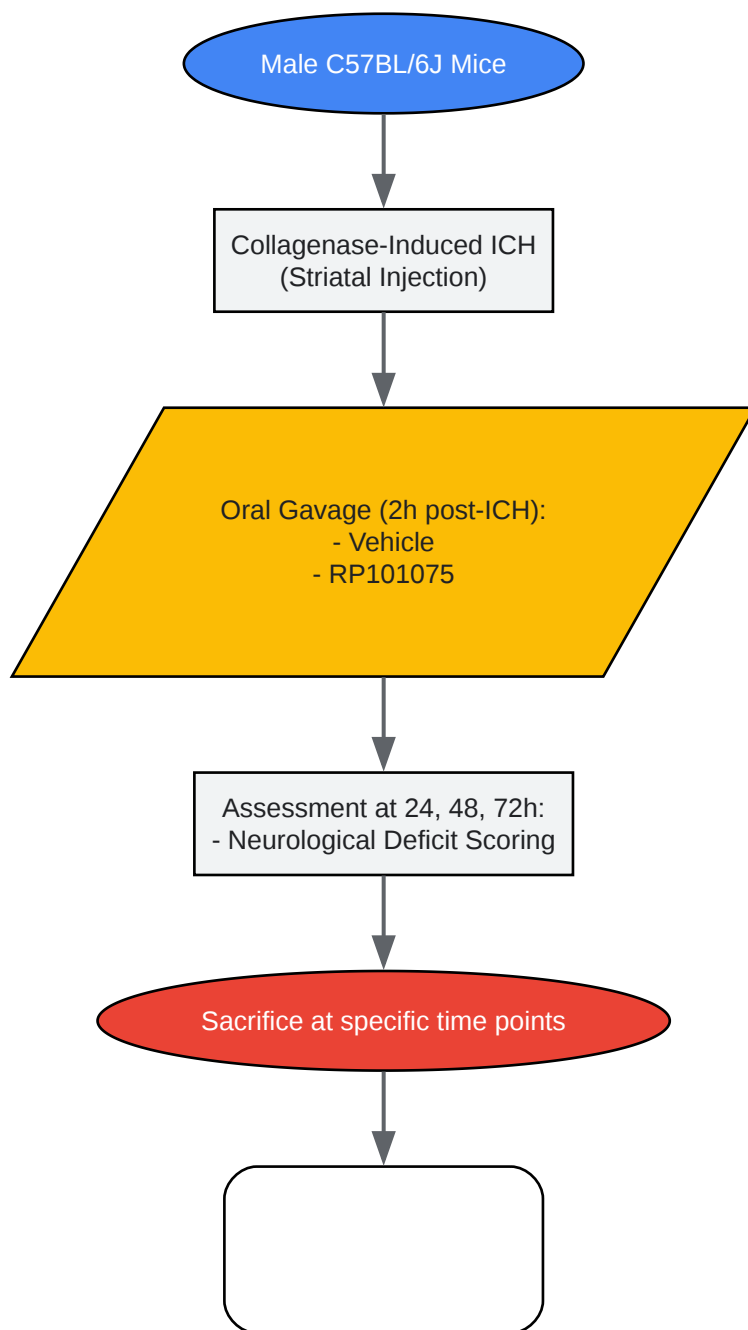 Male C57BL/6J Mice
Collagenase-Induced ICH
(Striatal Injection)
Oral Gavage (2h post-ICH):
- Vehicle
- RP101075
Assessment at 24, 48, 72h:
- Neurological Deficit Scoring
Sacrifice at specific time points